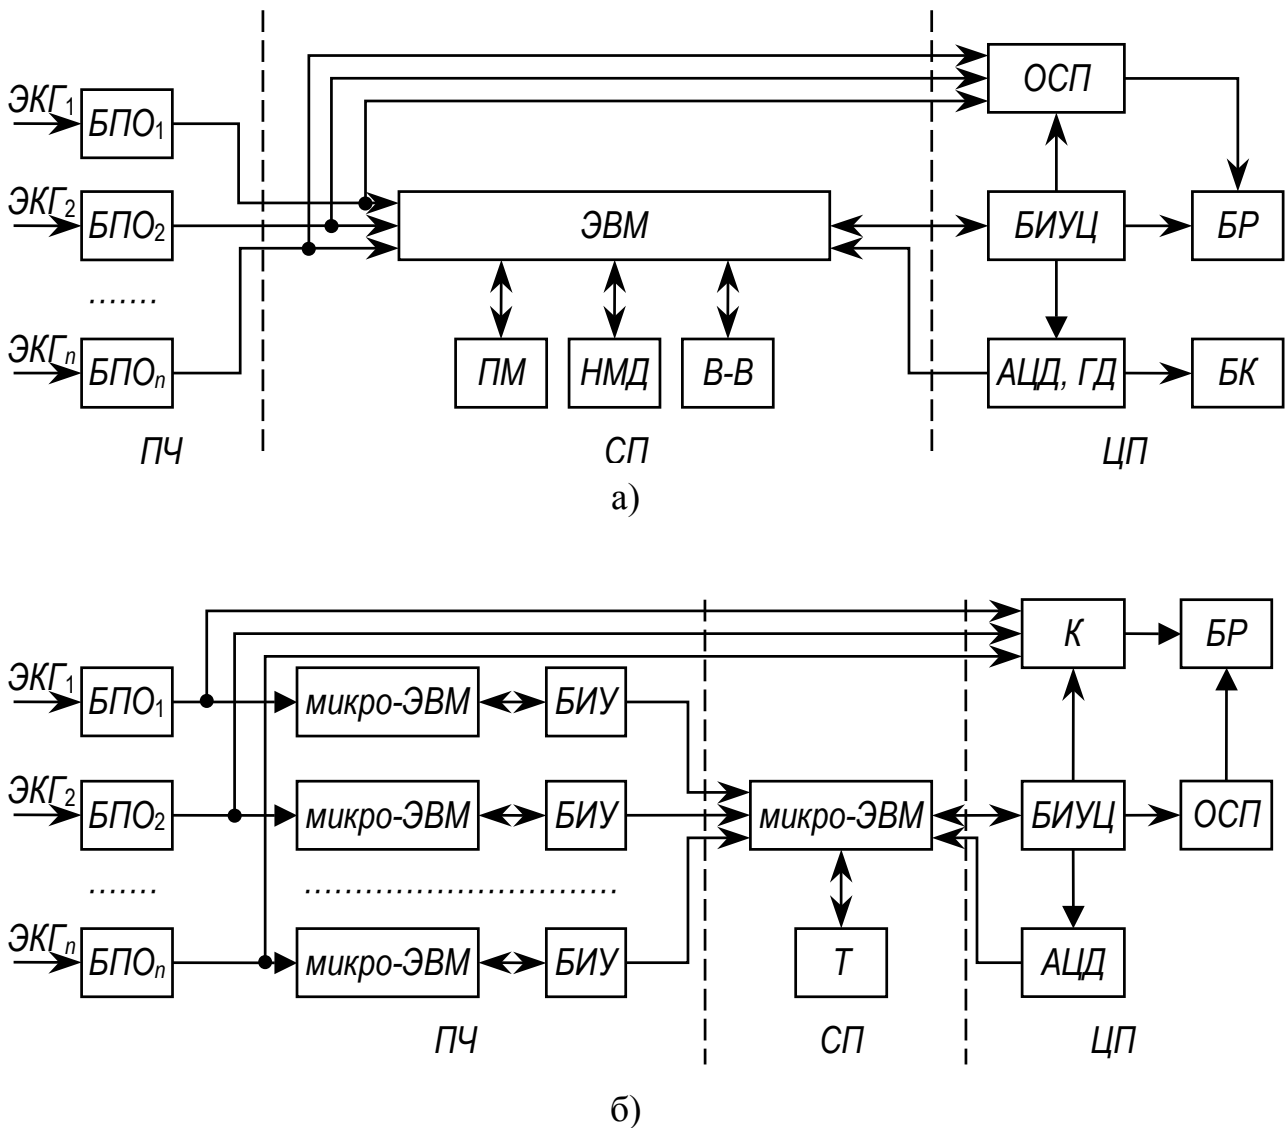 ОСП
ЭКГ1 БПО1
ЭКГ2 БПО2 ЭВМ БИУЦ БР
.......
ЭКГn БПОn ПМ НМД В-В АЦД, ГД БК
ПЧ СП ЦП
а)
К БР
ЭКГ1 БПО1 микро-ЭВМ БИУ
ЭКГ2 БПО2 микро-ЭВМ БИУ микро-ЭВМ БИУЦ ОСП
....... ..............................
ЭКГn БПОn микро-ЭВМ БИУ Т АЦД
ПЧ СП ЦП
б)